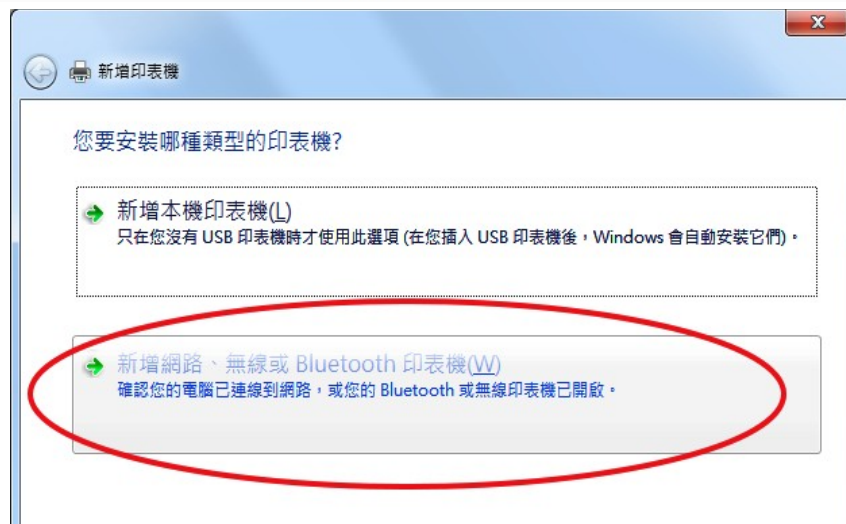 新增印表機
您要安裝哪種類型的印表機?
新增本機印表機(L)
只在您沒有 USB 印表機時才使用此選項 (在您插入 USB 印表機後，Windows 會自動安裝它們)。
新增網路、無線或 Bluetooth 印表機(W)
確認您的電腦已連線到網路，或您的 Bluetooth 或無線印表機已開啟。